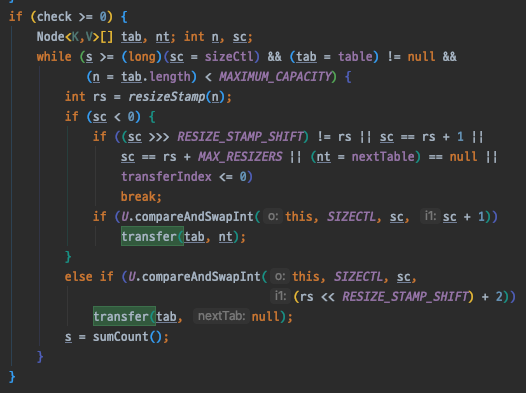 if (check >= 0) {
Node<K,V>[] tab, nt; int n, sc;
while (s >= (long)(sc = sizeCtl) && (tab = table) != null &&
(n = tab.length) < MAXIMUM_CAPACITY) {
int rs = resizeStamp(n);
if (sc < 0) {
if ((sc >>> RESIZE_STAMP_SHIFT) != rs || sc == rs + 1 ||
sc == rs + MAX_RESIZERS || (nt = nextTable) == null ||
transferIndex <= 0)
break;
if (U.compareAndSwapInt( o: this, SIZECTL, sc, i1: sc + 1))
transfer(tab, nt);
}
else if (U.compareAndSwapInt( o: this, SIZECTL, sc,
i1: (rs << RESIZE_STAMP_SHIFT) + 2))
transfer(tab, nextTab: null);
s = sumCount();
}
}